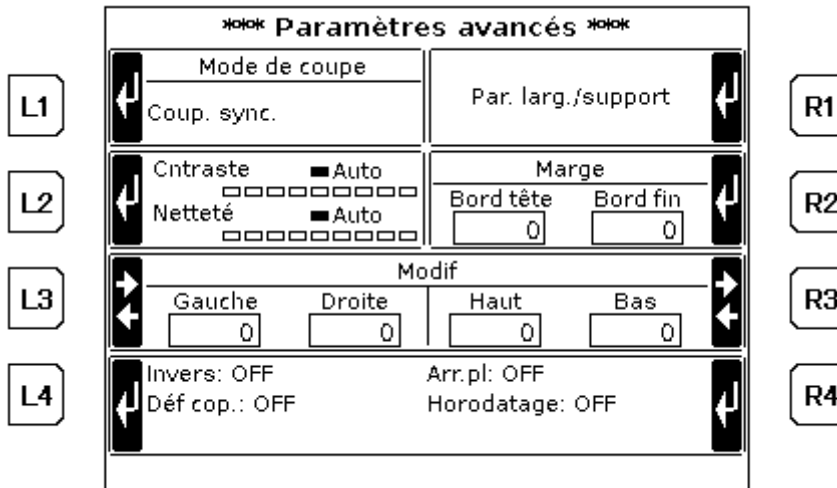 *** Paramètres avancés ***
L1
Mode de coupe
Coup. sync.
Par. larg./support
R1
L2
Cntraste Auto
Netteté Auto
Marge
Bord tête Bord fin
0 0
R2
L3
Modif
Gauche Droite Haut Bas
0 0 0 0
R3
L4
Invers: OFF Arr.pl: OFF
Déf cop.: OFF Horodatage: OFF
R4